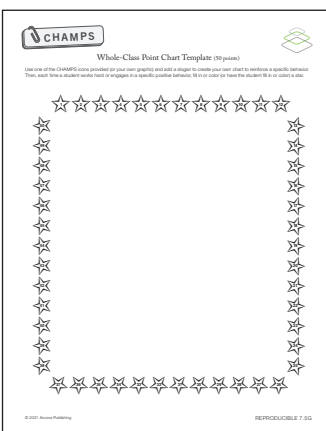 CHAMPS
Whole-Class Point Chart Template (50 points)
Use one of the CHAMPS icons provided (or your own graphic) and add a slogan to create your own chart to reinforce a specific behavior.
Then, each time a student works hard or engages in a specific positive behavior, fill in or color (or have the student fill in or color) a star.
© 2021 Ancora Publishing
REPRODUCIBLE 7.5G